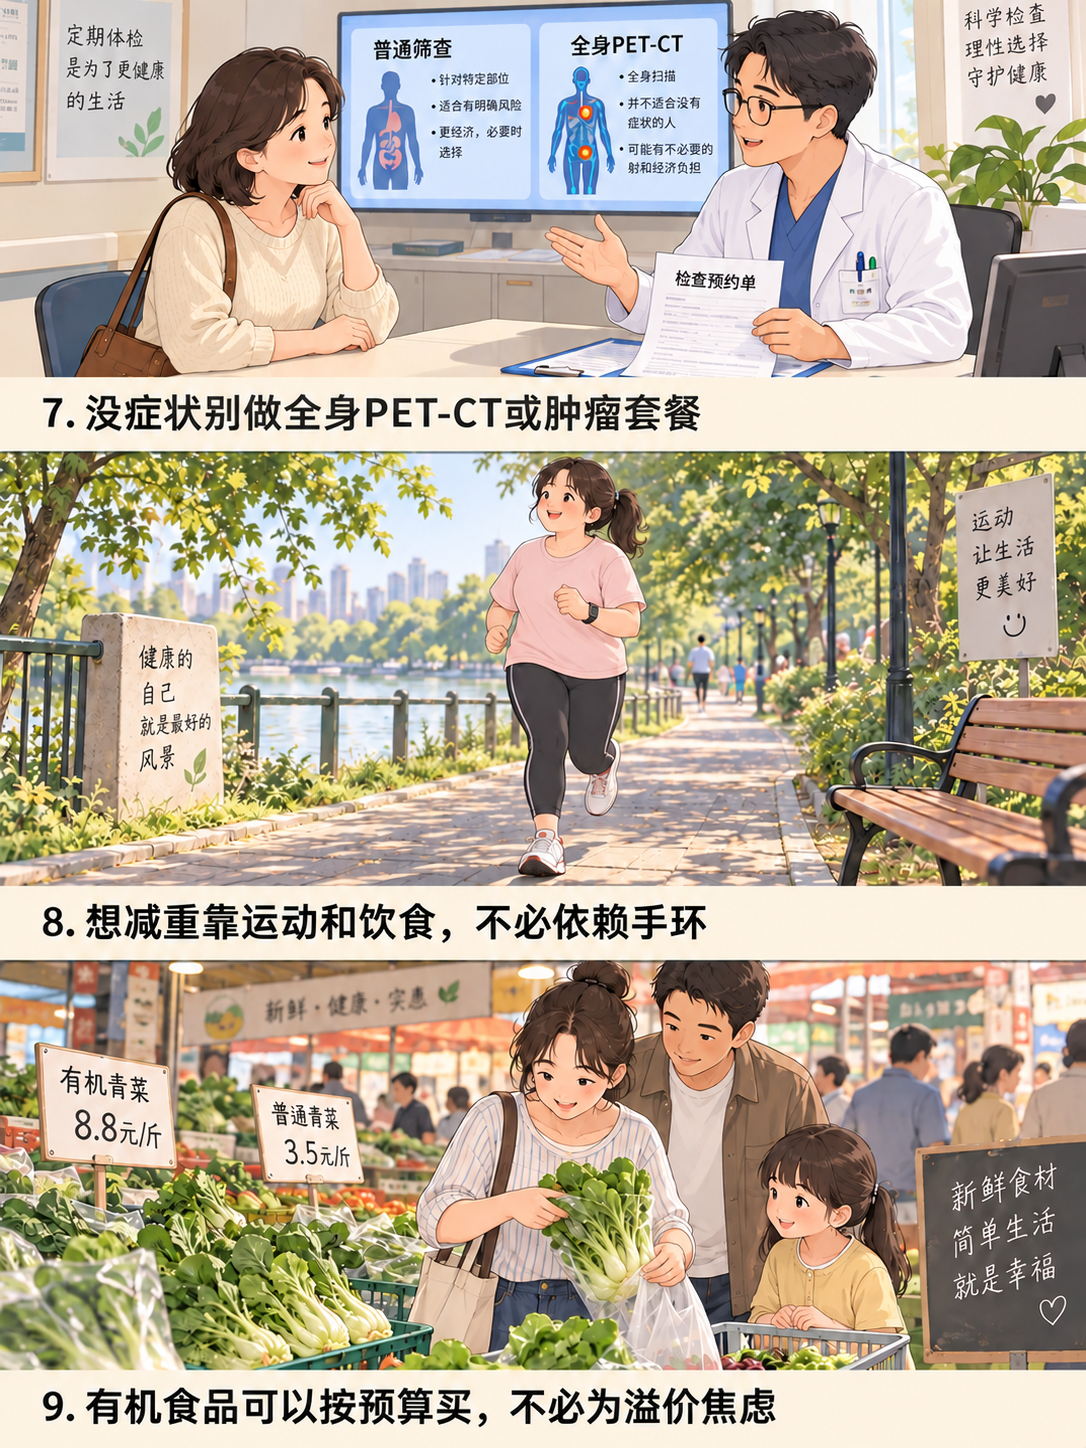 定期体检
是为了更健康
的生活
普通筛查
• 针对特定部位
• 适合有明确风险
• 更经济，必要时
选择
全身PET-CT
• 全身扫描
• 并不适合没有
症状的人
• 可能有不必要的
射和经济负担
科学检查
理性选择
守护健康
检查预约单
7. 没症状别做全身PET-CT或肿瘤套餐
健康的
自己
就是最好的
风景
运动
让生活
更美好
8. 想减重靠运动和饮食，不必依赖手环
新鲜·健康·实惠
有机青菜
8.8元/斤
普通青菜
3.5元/斤
新鲜食材
简单生活
就是幸福
9. 有机食品可以按预算买，不必为溢价焦虑